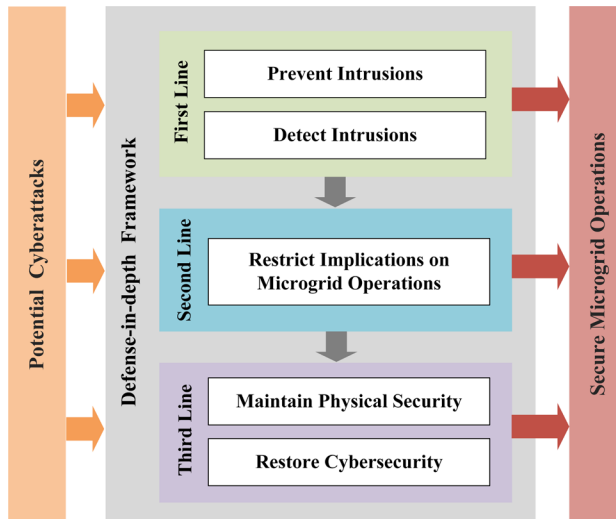 Potential Cyberattacks
Defense-in-depth Framework
First Line
Prevent Intrusions
Detect Intrusions
Second Line
Restrict Implications on
Microgrid Operations
Third Line
Maintain Physical Security
Restore Cybersecurity
Secure Microgrid Operations